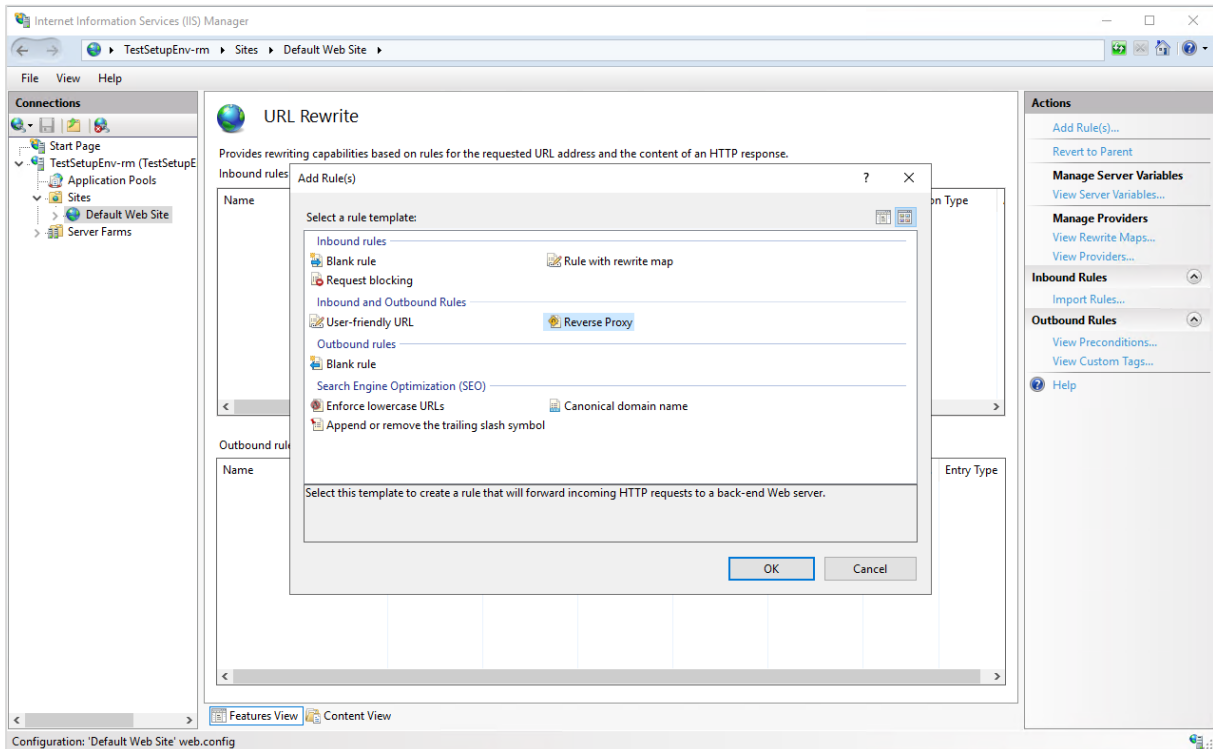 Internet Information Services (IIS) Manager
TestSetupEnv-rm Sites Default Web Site
File View Help
Connections
Start Page
TestSetupEnv-rm (TestSetupE
Application Pools
Sites
Default Web Site
Server Farms
URL Rewrite
Provides rewriting capabilities based on rules for the requested URL address and the content of an HTTP response.
Inbound rules
Name
on Type
Add Rule(s)
?
Select a rule template:
Inbound rules
Blank rule
Rule with rewrite map
Request blocking
Inbound and Outbound Rules
User-friendly URL
Reverse Proxy
Outbound rules
Blank rule
Search Engine Optimization (SEO)
Enforce lowercase URLs
Canonical domain name
Append or remove the trailing slash symbol
Select this template to create a rule that will forward incoming HTTP requests to a back-end Web server.
OK
Cancel
Outbound rule
Name
Entry Type
Features View
Content View
Actions
Add Rule(s)...
Revert to Parent
Manage Server Variables
View Server Variables...
Manage Providers
View Rewrite Maps...
View Providers...
Inbound Rules
Import Rules...
Outbound Rules
View Preconditions...
View Custom Tags...
Help
Configuration: 'Default Web Site' web.config